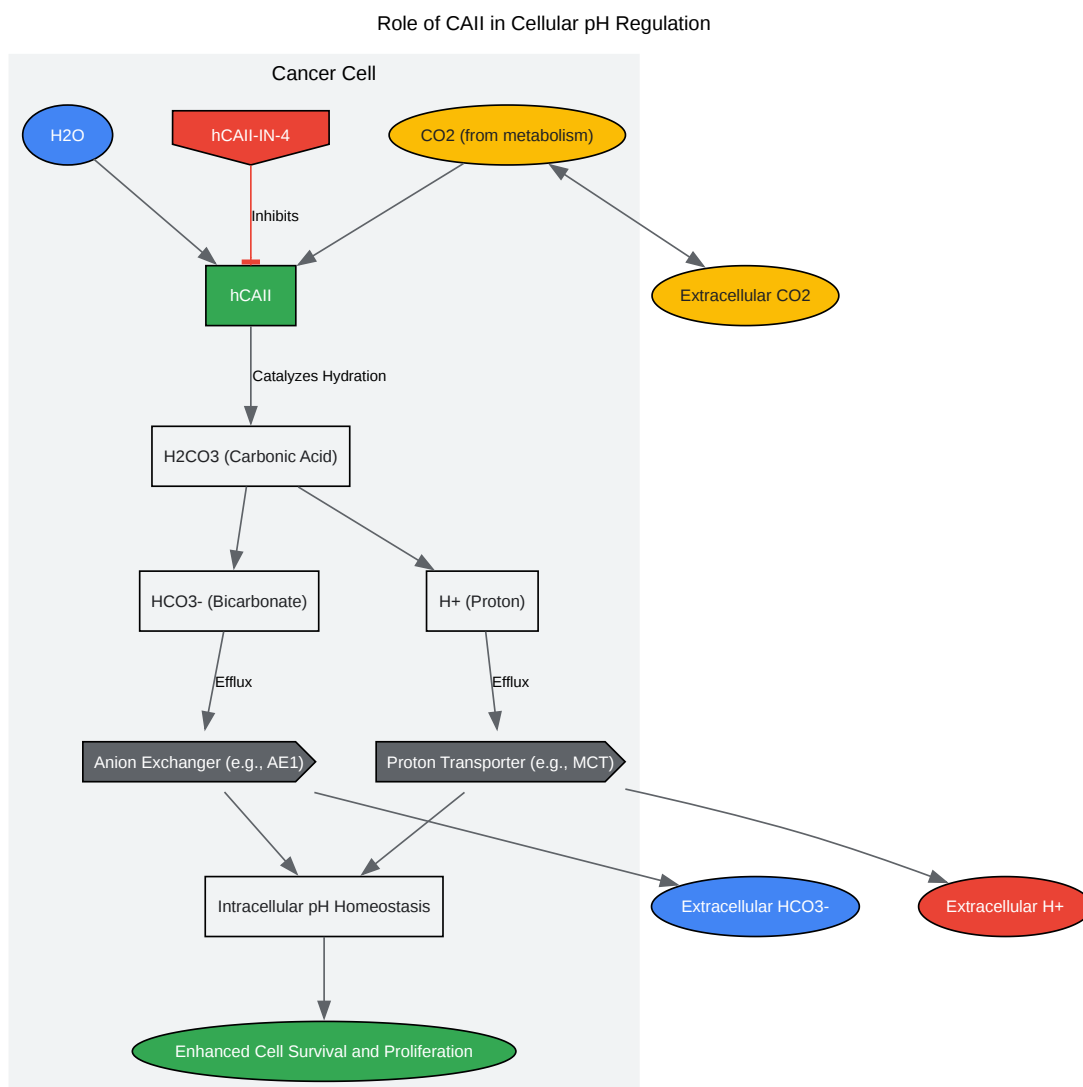 Role of CAII in Cellular pH Regulation
Cancer Cell
H2O
hCAII-IN-4
CO2 (from metabolism)
Inhibits
hCAII
Extracellular CO2
Catalyzes Hydration
H2CO3 (Carbonic Acid)
HCO3- (Bicarbonate)
H+ (Proton)
Efflux
Efflux
Anion Exchanger (e.g., AE1)
Proton Transporter (e.g., MCT)
Intracellular pH Homeostasis
Extracellular HCO3-
Extracellular H+
Enhanced Cell Survival and Proliferation